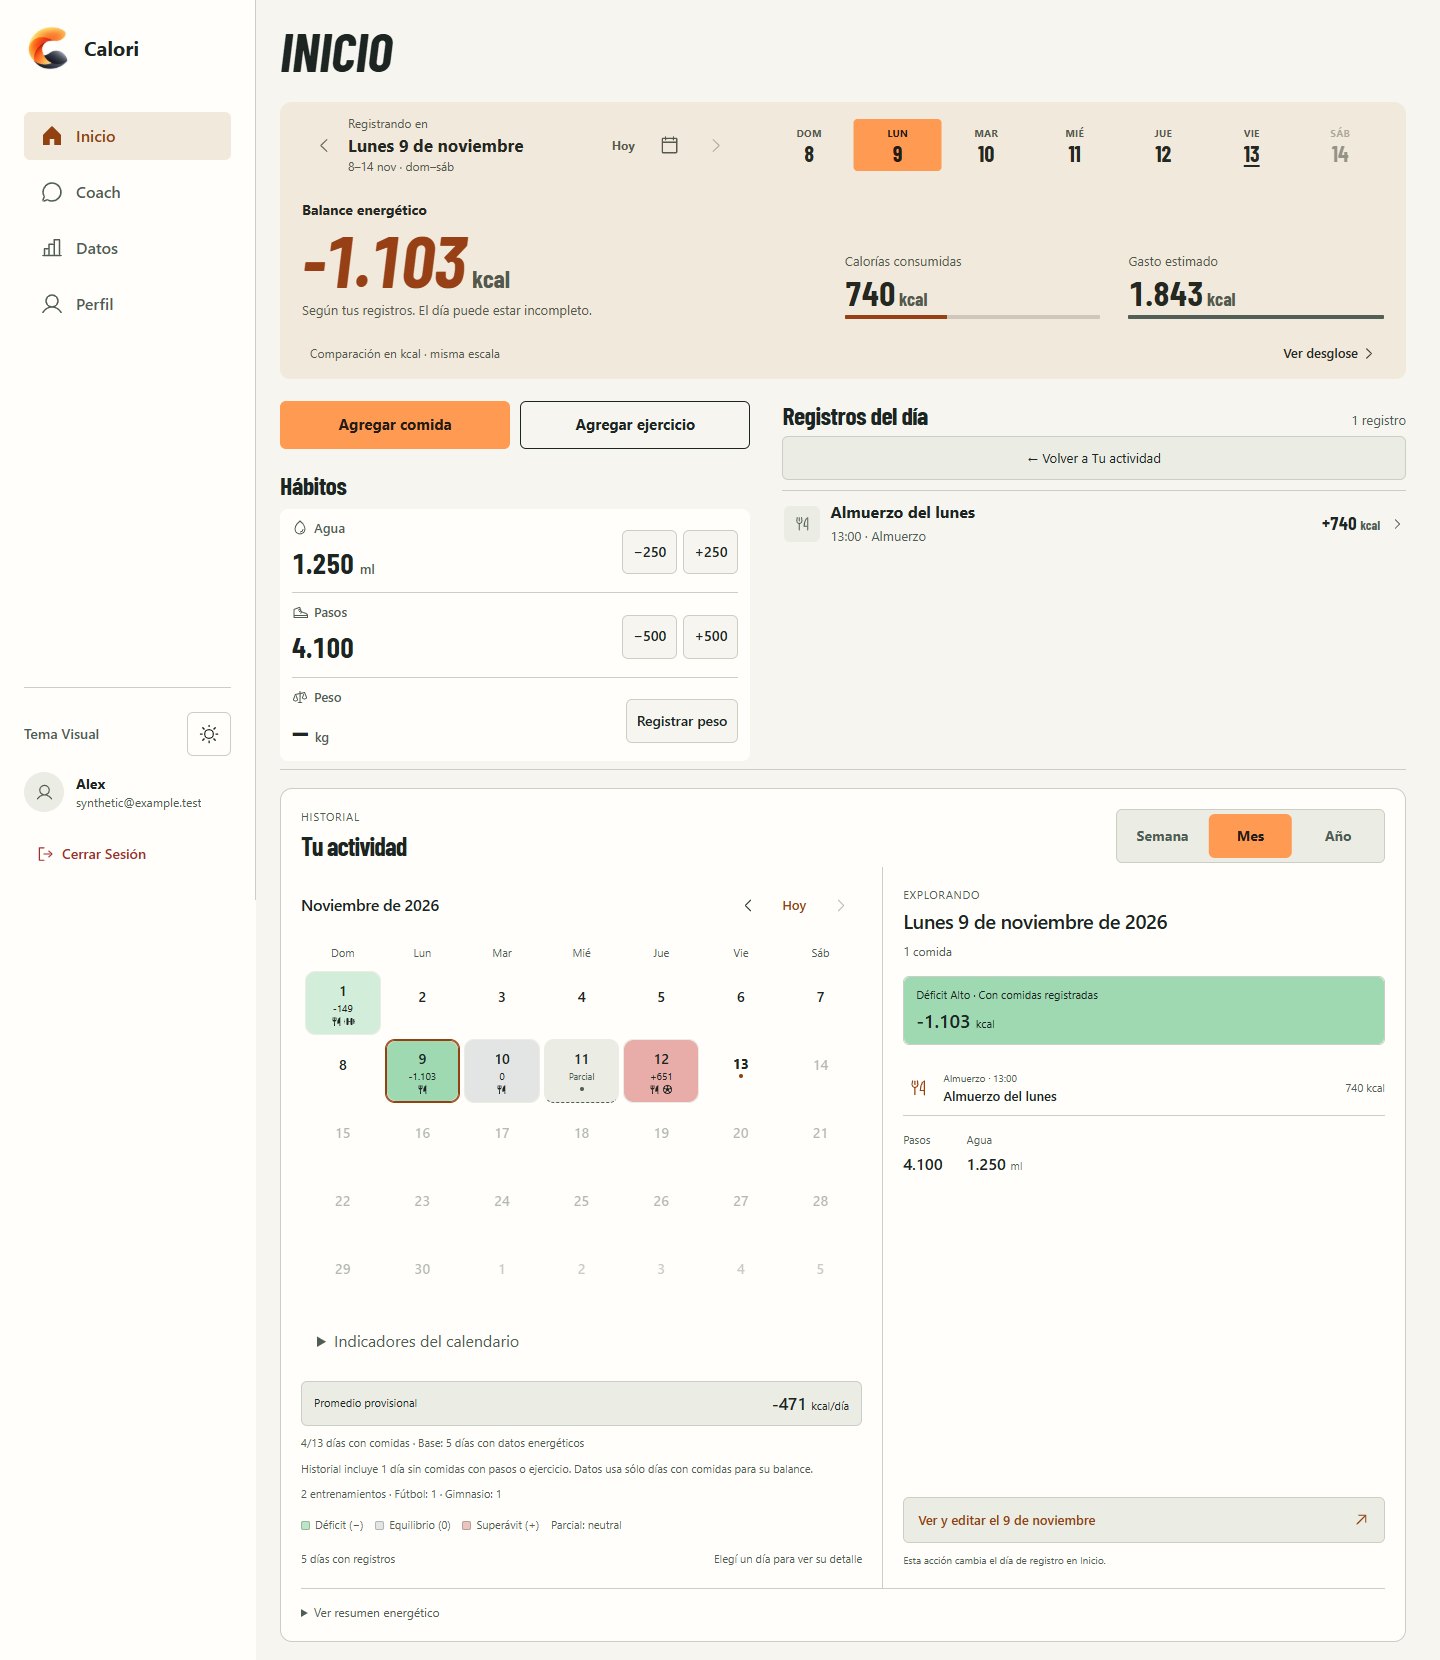 Calori
Inicio
Coach
Datos
Perfil
Tema Visual
Alex
synthetic@example.test
Cerrar Sesión
INICIO
Registrando en
Lunes 9 de noviembre
8–14 nov · dom–sáb
Hoy
DOM
8
LUN
9
MAR
10
MIÉ
11
JUE
12
VIE
13
SÁB
14
Balance energético
-1.103 kcal
Según tus registros. El día puede estar incompleto.
Calorías consumidas
740 kcal
Gasto estimado
1.843 kcal
Comparación en kcal · misma escala
Ver desglose
Agregar comida
Agregar ejercicio
Hábitos
Agua
1.250 ml
−250
+250
Pasos
4.100
−500
+500
Peso
– kg
Registrar peso
Registros del día
1 registro
← Volver a Tu actividad
Almuerzo del lunes
13:00 · Almuerzo
+740 kcal
HISTORIAL
Tu actividad
Semana
Mes
Año
Noviembre de 2026
Hoy
Dom Lun Mar Mié Jue Vie Sáb
1 2 3 4 5 6 7
-149
8 9 10 11 12 13 14
-1.103 0 Parcial +651
15 16 17 18 19 20 21
22 23 24 25 26 27 28
29 30 1 2 3 4 5
Indicadores del calendario
Promedio provisional
-471 kcal/día
4/13 días con comidas · Base: 5 días con datos energéticos
Historial incluye 1 día sin comidas con pasos o ejercicio. Datos usa sólo días con comidas para su balance.
2 entrenamientos · Fútbol: 1 · Gimnasio: 1
Déficit (−) Equilibrio (0) Superávit (+) Parcial: neutral
5 días con registros
Elegí un día para ver su detalle
EXPLORANDO
Lunes 9 de noviembre de 2026
1 comida
Déficit Alto · Con comidas registradas
-1.103 kcal
Almuerzo · 13:00
Almuerzo del lunes
740 kcal
Pasos
4.100
Agua
1.250 ml
Ver y editar el 9 de noviembre
Esta acción cambia el día de registro en Inicio.
Ver resumen energético